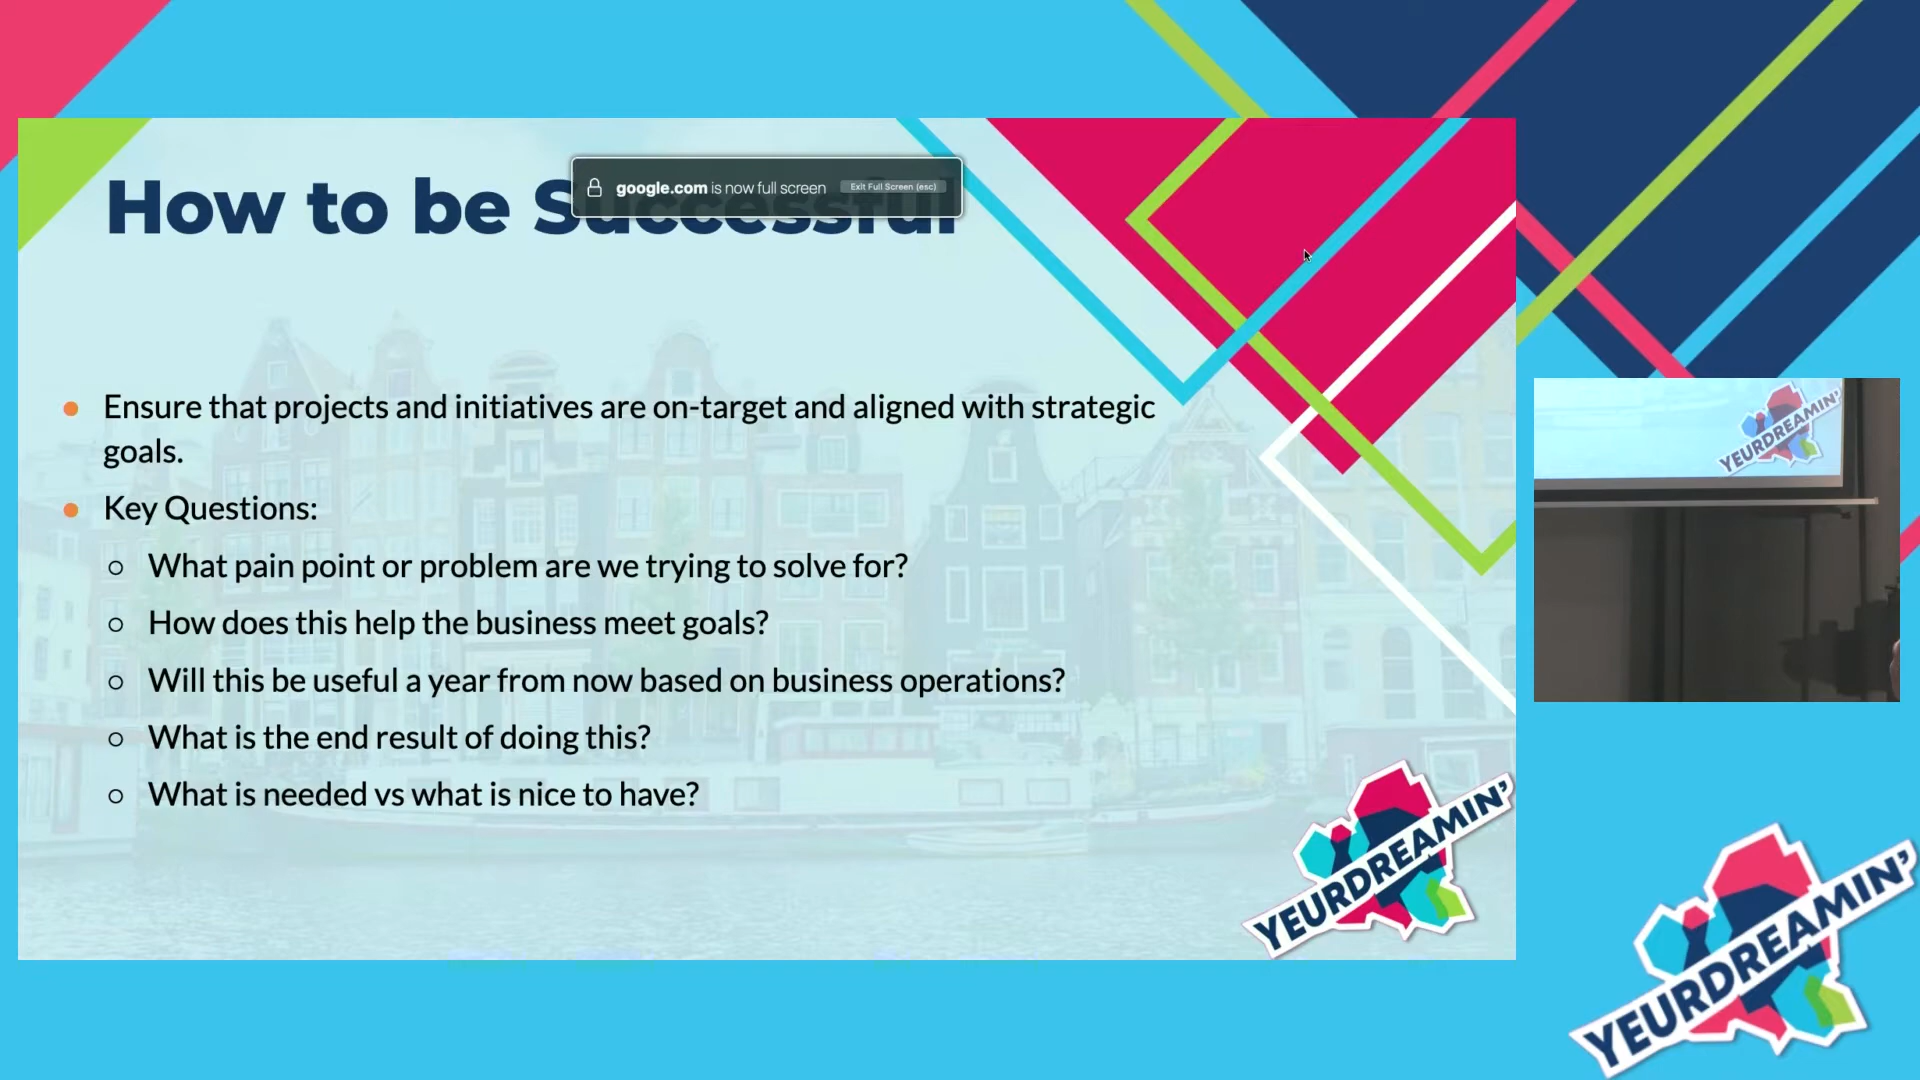 How to be Successful
google.com is now full screen
Exit Full Screen (esc)
Ensure that projects and initiatives are on-target and aligned with strategic
goals.
Key Questions:
What pain point or problem are we trying to solve for?
How does this help the business meet goals?
Will this be useful a year from now based on business operations?
What is the end result of doing this?
What is needed vs what is nice to have?
YEURDREAMIN'
YEURDREAMIN'
YEURDREAMIN'